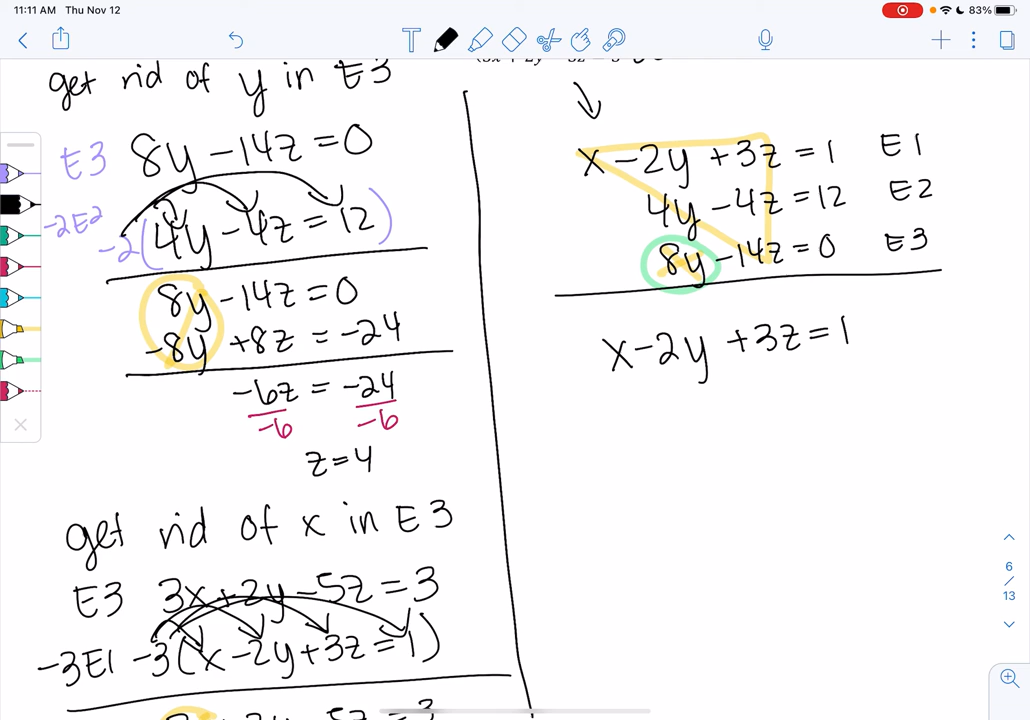 11:11 AM Thu Nov 12
83%
get rid of y in E3
E3 8y - 14z = 0
-2E2 -2(4y - 4z = 12)
8y - 14z = 0
-8y + 8z = -24
-6z = -24
-6 -6
z = 4
get rid of x in E3
E3 3x + 2y - 5z = 3
-3E1 -3(x - 2y + 3z = 1)
x - 2y + 3z = 1 E1
4y - 4z = 12 E2
8y - 14z = 0 E3
x - 2y + 3z = 1
6
/
13